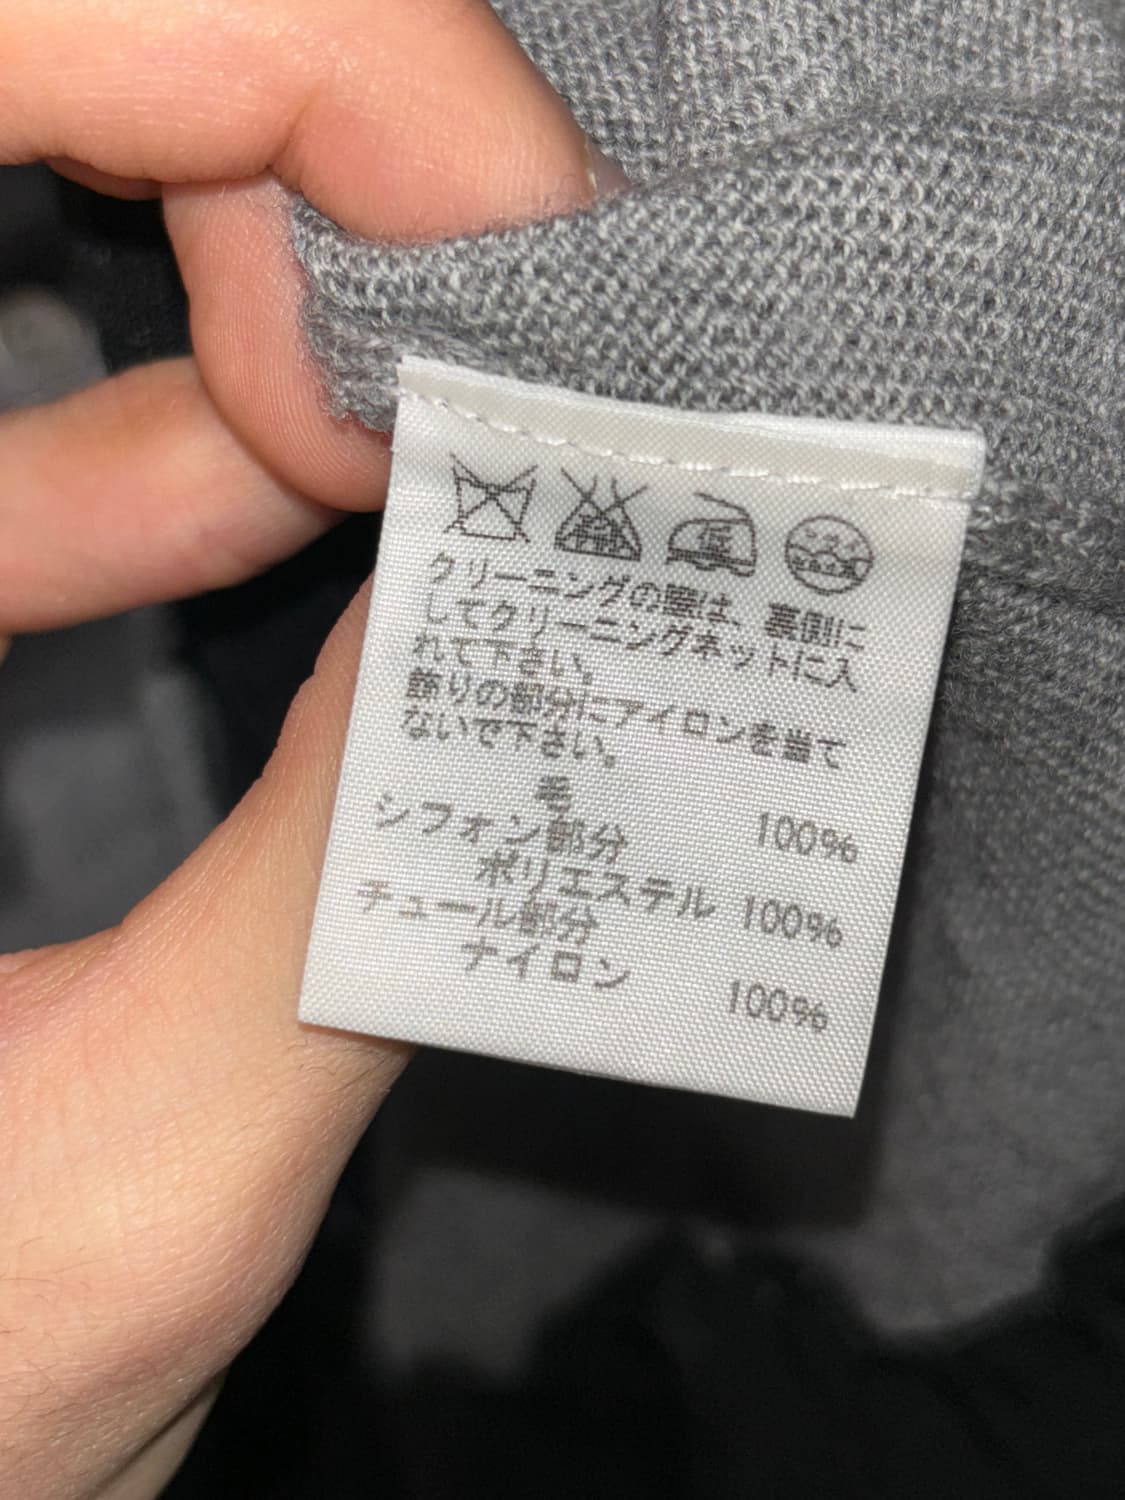 クリーニングの際は、裏側に
してクリーニングネットに入
れて下さい。
飾りの部分にアイロンを当て
ないで下さい。
毛 100%
シフォン部分
ポリエステル 100%
チュール部分
ナイロン 100%